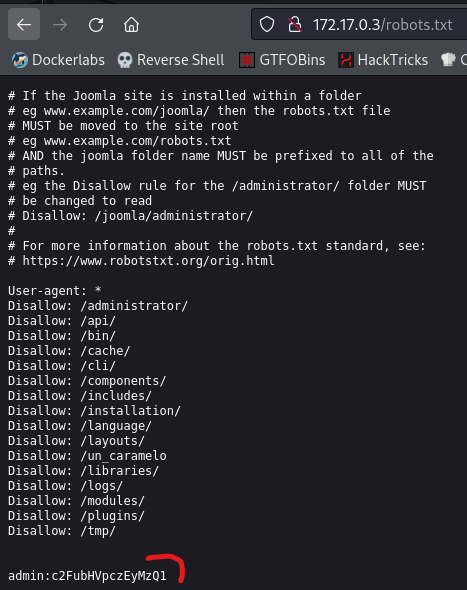 172.17.0.3/robots.txt
Dockerlabs Reverse Shell GTFOBins HackTricks
# If the Joomla site is installed within a folder
# eg www.example.com/joomla/ then the robots.txt file
# MUST be moved to the site root
# eg www.example.com/robots.txt
# AND the joomla folder name MUST be prefixed to all of the
# paths.
# eg the Disallow rule for the /administrator/ folder MUST
# be changed to read
# Disallow: /joomla/administrator/
#
# For more information about the robots.txt standard, see:
# https://www.robotstxt.org/orig.html
User-agent: *
Disallow: /administrator/
Disallow: /api/
Disallow: /bin/
Disallow: /cache/
Disallow: /cli/
Disallow: /components/
Disallow: /includes/
Disallow: /installation/
Disallow: /language/
Disallow: /layouts/
Disallow: /un_caramelo
Disallow: /libraries/
Disallow: /logs/
Disallow: /modules/
Disallow: /plugins/
Disallow: /tmp/
admin:c2FubHVpczEyMzQ1